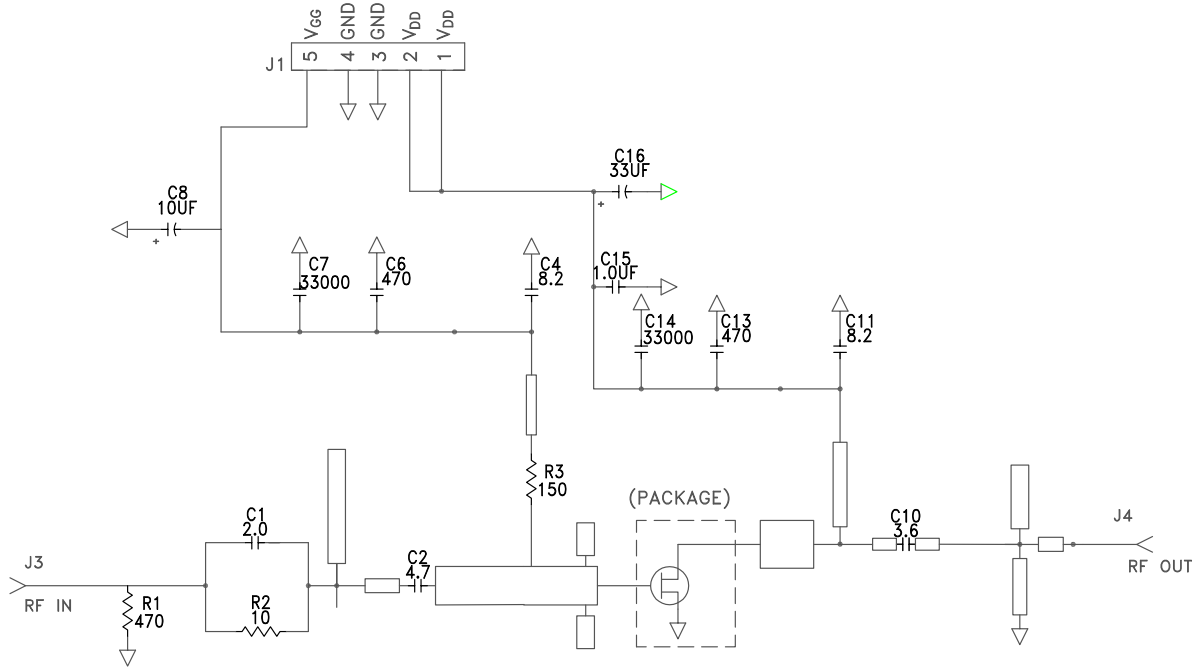 VGG
GND
GND
VDD
VDD
5
4
3
2
1
J1
C16
33UF
+
C8
10UF
+
C7
33000
C6
470
C4
8.2
C15
1.0UF
C14
33000
C13
470
C11
8.2
R3
150
(PACKAGE)
C1
2.0
C10
3.6
J4
RF OUT
J3
RF IN
C2
4.7
R1
470
R2
10